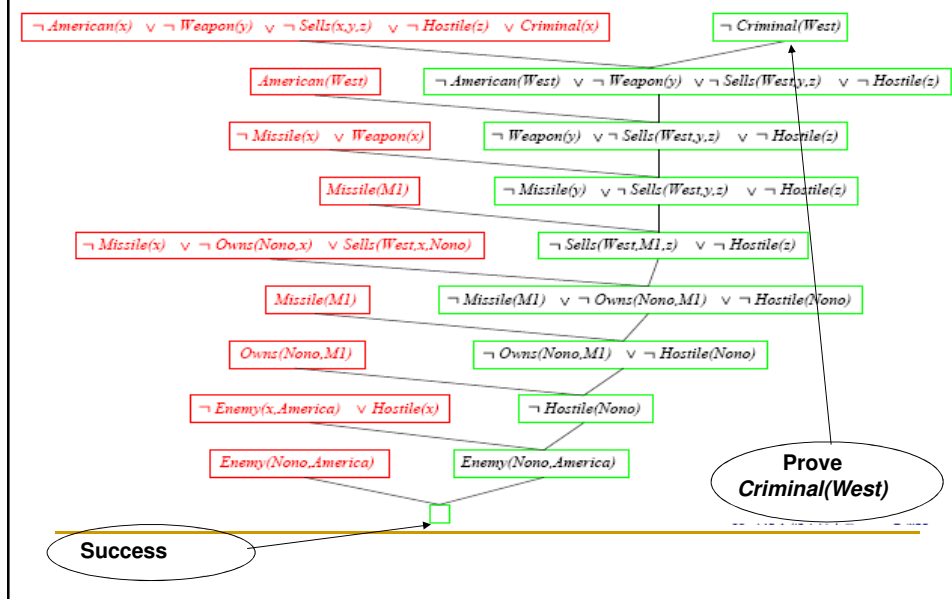 ¬ American(x) ∨ ¬ Weapon(y) ∨ ¬ Sells(x,y,z) ∨ ¬ Hostile(z) ∨ Criminal(x)
¬ Criminal(West)
American(West)
¬ American(West) ∨ ¬ Weapon(y) ∨ ¬ Sells(West,y,z) ∨ ¬ Hostile(z)
¬ Missile(x) ∨ Weapon(x)
¬ Weapon(y) ∨ ¬ Sells(West,y,z) ∨ ¬ Hostile(z)
Missile(M1)
¬ Missile(y) ∨ ¬ Sells(West,y,z) ∨ ¬ Hostile(z)
¬ Missile(x) ∨ ¬ Owns(Nono,x) ∨ Sells(West,x,Nono)
¬ Sells(West,M1,z) ∨ ¬ Hostile(z)
Missile(M1)
¬ Missile(M1) ∨ ¬ Owns(Nono,M1) ∨ ¬ Hostile(Nono)
Owns(Nono,M1)
¬ Owns(Nono,M1) ∨ ¬ Hostile(Nono)
¬ Enemy(x,America) ∨ Hostile(x)
¬ Hostile(Nono)
Enemy(Nono,America)
Enemy(Nono,America)
Prove
Criminal(West)
Success